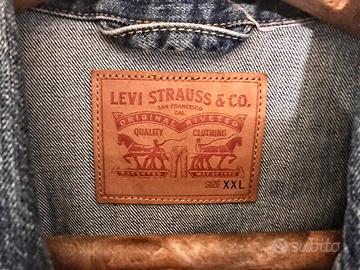 LEVI STRAUSS & CO.
SAN FRANCISCO
CAL
ORIGINAL RIVETED
QUALITY CLOTHING
SIZE XXL
subito